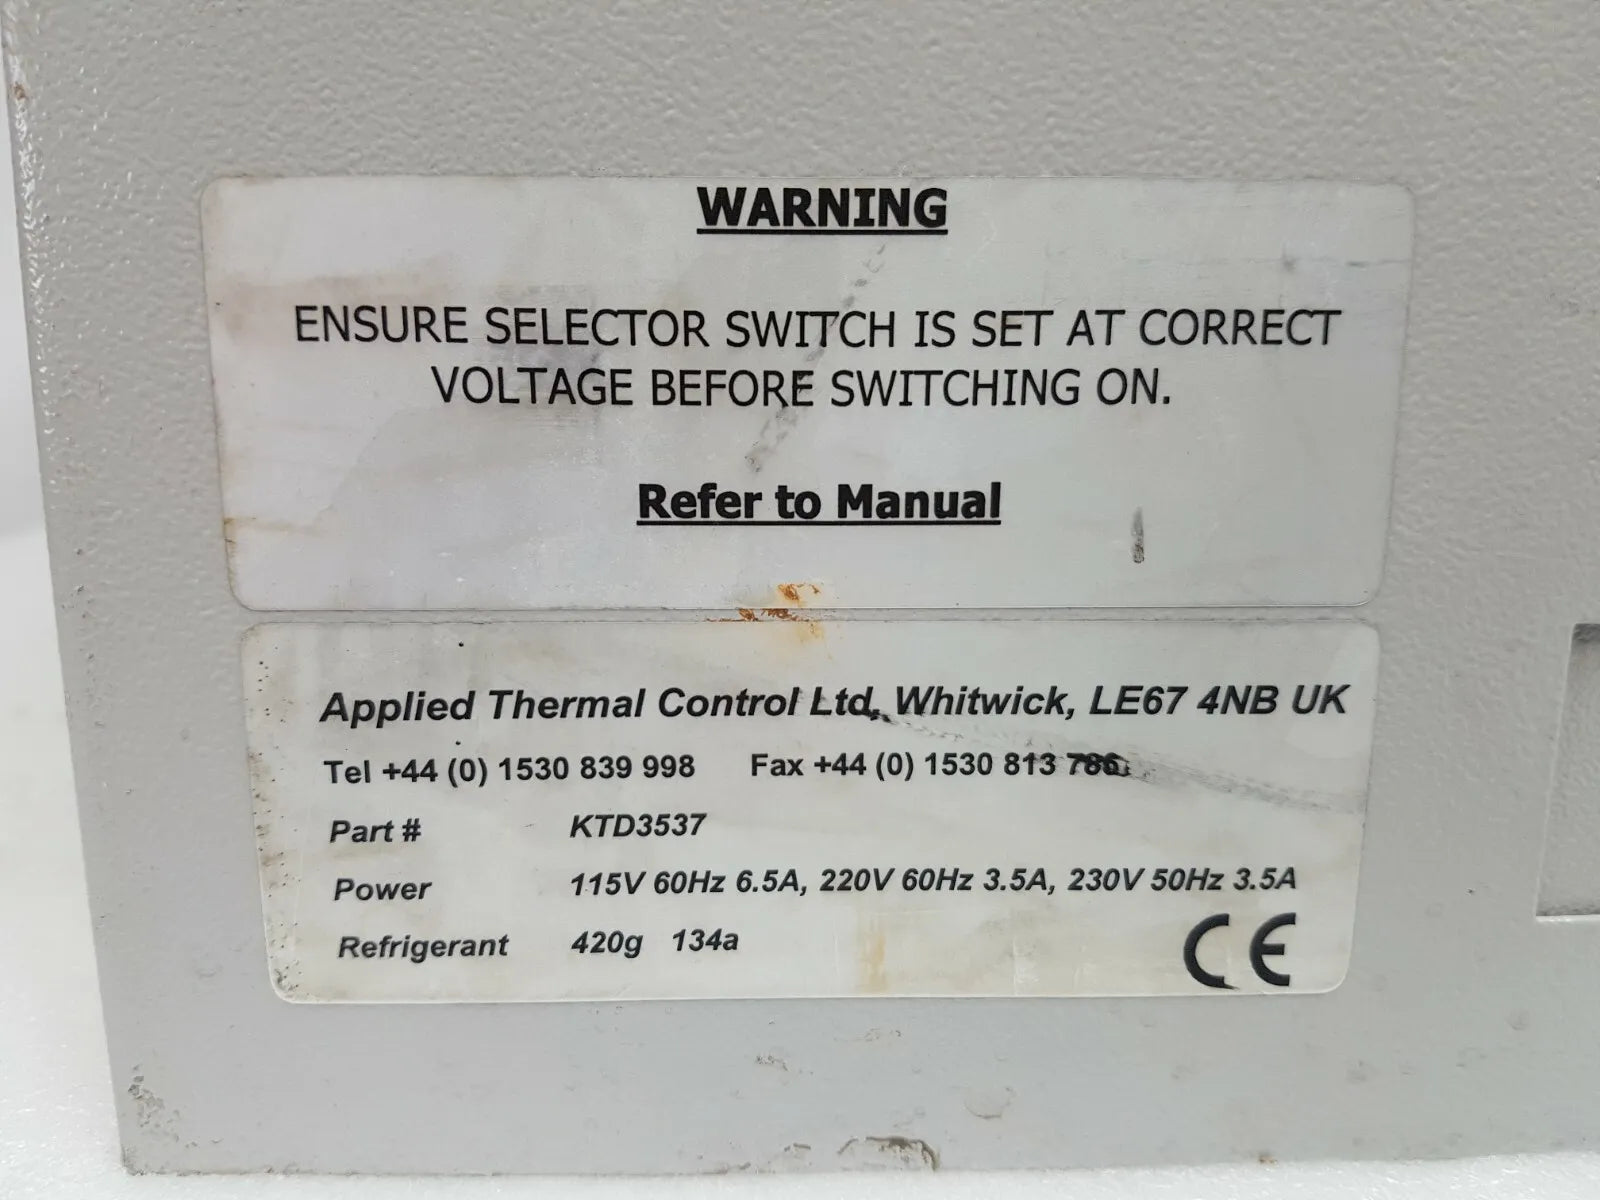 WARNING
ENSURE SELECTOR SWITCH IS SET AT CORRECT
VOLTAGE BEFORE SWITCHING ON.
Refer to Manual
Applied Thermal Control Ltd, Whitwick, LE67 4NB UK
Tel +44 (0) 1530 839 998 Fax +44 (0) 1530 813 786
Part # KTD3537
Power 115V 60Hz 6.5A, 220V 60Hz 3.5A, 230V 50Hz 3.5A
Refrigerant 420g 134a
CE